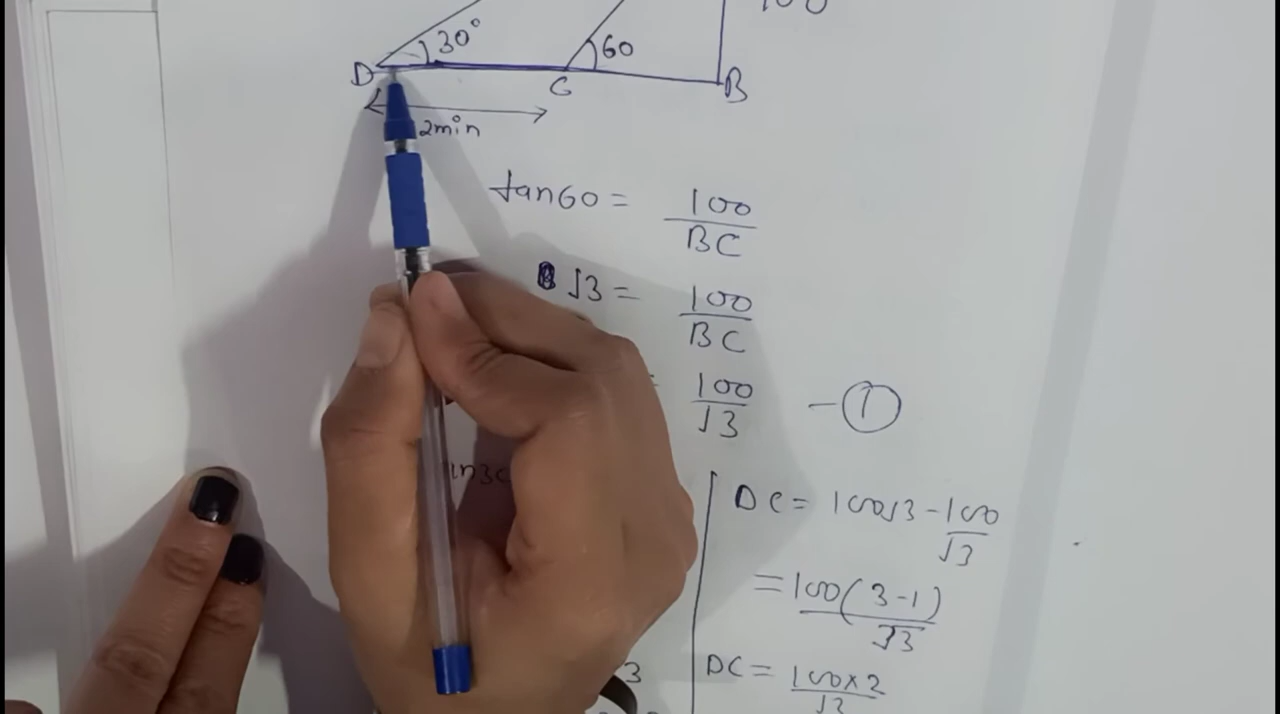 100
30°
60
D
C
B
2min
tan60 = 100/BC
√3 = 100/BC
= 100/√3 -①
DC = 100√3 - 100/√3
= 100(3-1)/√3
3
DC = 100×2/√3